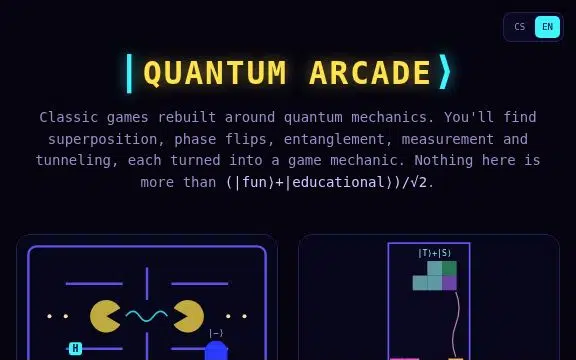 CS EN
|QUANTUM ARCADE⟩
Classic games rebuilt around quantum mechanics. You'll find
superposition, phase flips, entanglement, measurement and
tunneling, each turned into a game mechanic. Nothing here is
more than (|fun⟩+|educational⟩)/√2.
|T⟩+|S⟩
|−⟩
H